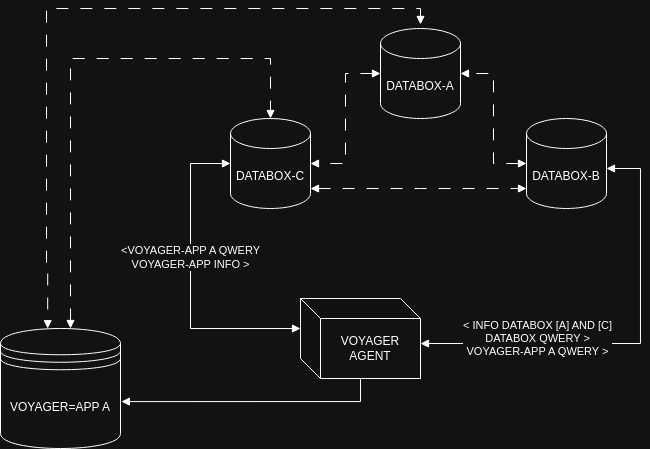 DATABOX-A
DATABOX-C
DATABOX-B
<VOYAGER-APP A QWERY
VOYAGER-APP INFO >
< INFO DATABOX [A] AND [C]
DATABOX QWERY >
VOYAGER-APP A QWERY >
VOYAGER
AGENT
VOYAGER=APP A